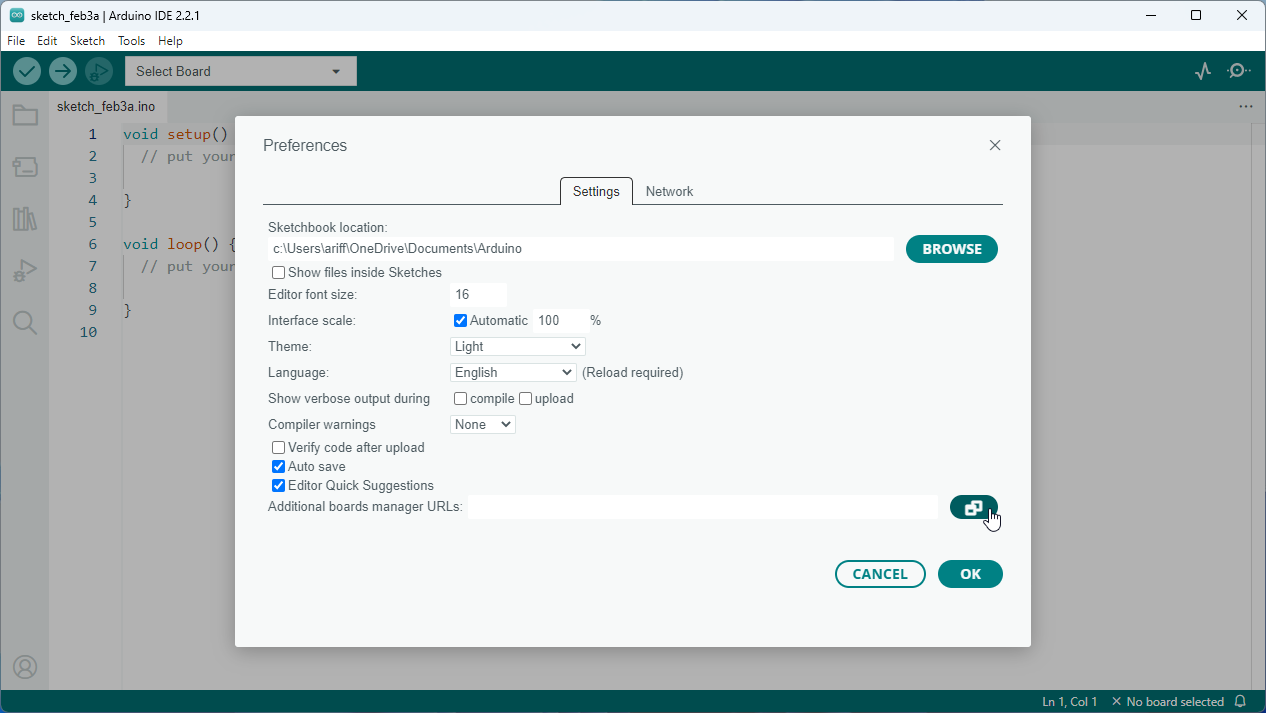 sketch_feb3a | Arduino IDE 2.2.1
File Edit Sketch Tools Help
Select Board
sketch_feb3a.ino
1 void setup()
2 // put your
3
4 }
5
6 void loop() {
7 // put your
8
9 }
10
Preferences
Settings Network
Sketchbook location:
c:\Users\ariff\OneDrive\Documents\Arduino BROWSE
Show files inside Sketches
Editor font size: 16
Interface scale: Automatic 100 %
Theme: Light
Language: English (Reload required)
Show verbose output during compile upload
Compiler warnings None
Verify code after upload
Auto save
Editor Quick Suggestions
Additional boards manager URLs:
CANCEL OK
Ln 1, Col 1 No board selected